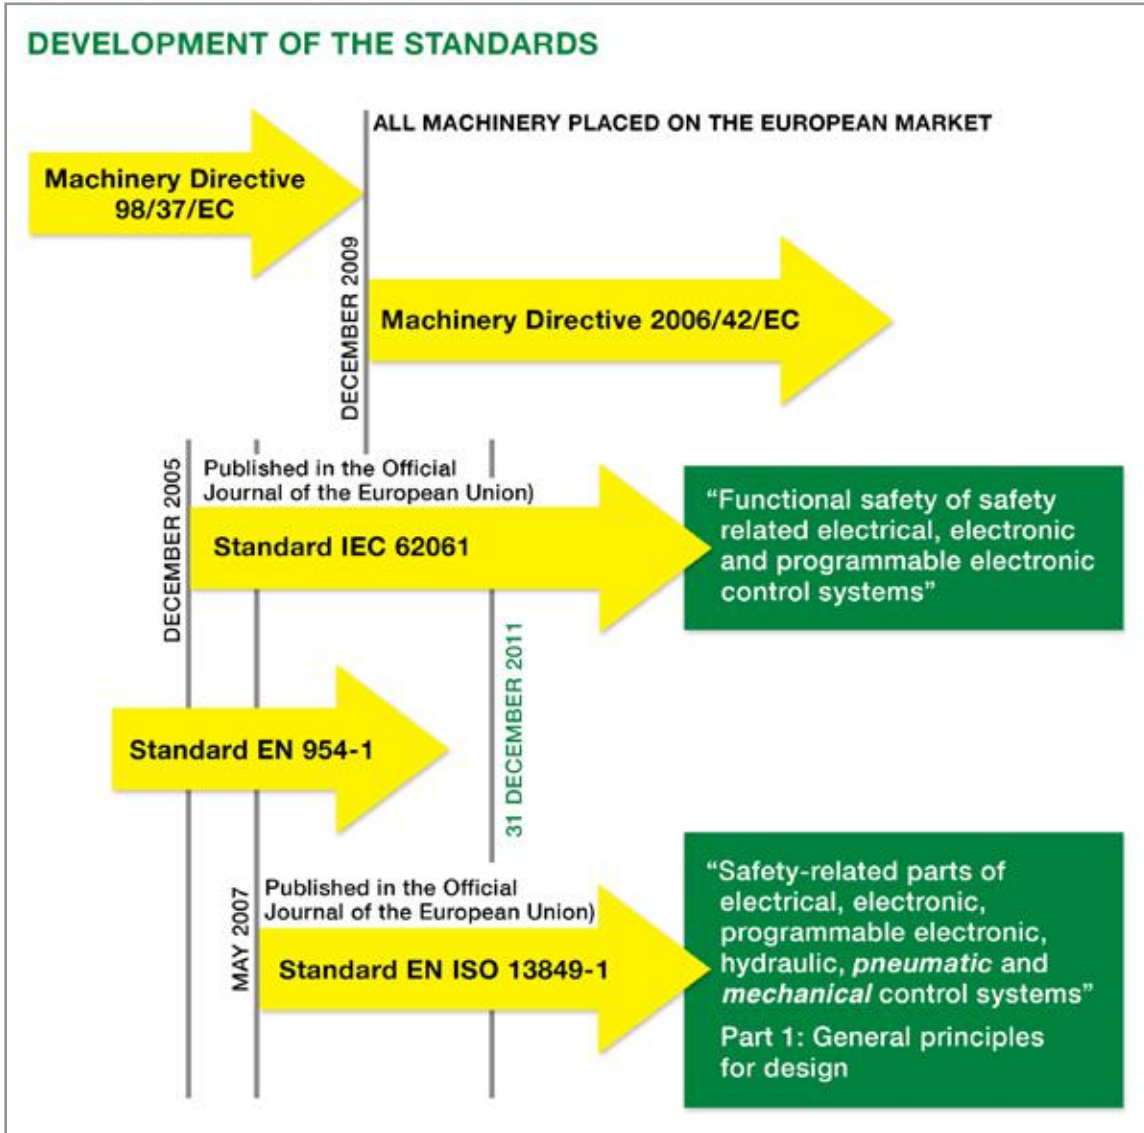 DEVELOPMENT OF THE STANDARDS
ALL MACHINERY PLACED ON THE EUROPEAN MARKET
Machinery Directive
98/37/EC
DECEMBER 2009
Machinery Directive 2006/42/EC
DECEMBER 2005
Published in the Official
Journal of the European Union)
Standard IEC 62061
“Functional safety of safety
related electrical, electronic
and programmable electronic
control systems”
31 DECEMBER 2011
Standard EN 954-1
MAY 2007
Published in the Official
Journal of the European Union)
Standard EN ISO 13849-1
“Safety-related parts of
electrical, electronic,
programmable electronic,
hydraulic, pneumatic and
mechanical control systems”
Part 1: General principles
for design